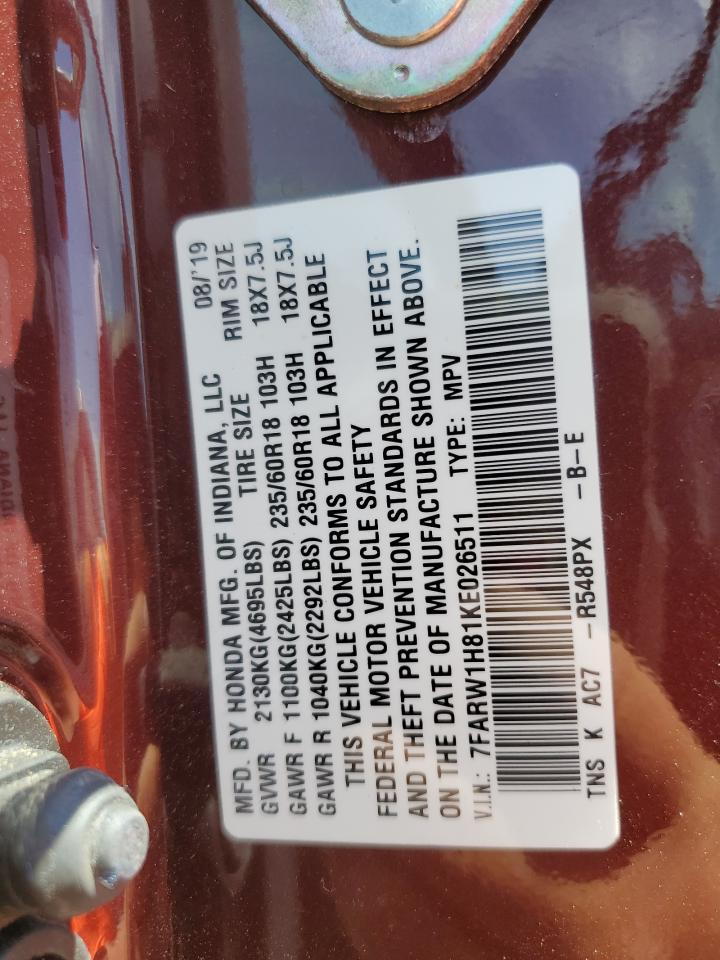 MFD. BY HONDA MFG. OF INDIANA, LLC 08/'19
GVWR 2130KG(4695LBS) TIRE SIZE RIM SIZE
GAWR F 1100KG(2425LBS) 235/60R18 103H 18X7.5J
GAWR R 1040KG(2292LBS) 235/60R18 103H 18X7.5J
THIS VEHICLE CONFORMS TO ALL APPLICABLE
FEDERAL MOTOR VEHICLE SAFETY
AND THEFT PREVENTION STANDARDS IN EFFECT
ON THE DATE OF MANUFACTURE SHOWN ABOVE.
V.I.N.: 7FARW1H81KE026511 TYPE: MPV
TNS K AC7 - R548PX - B - E